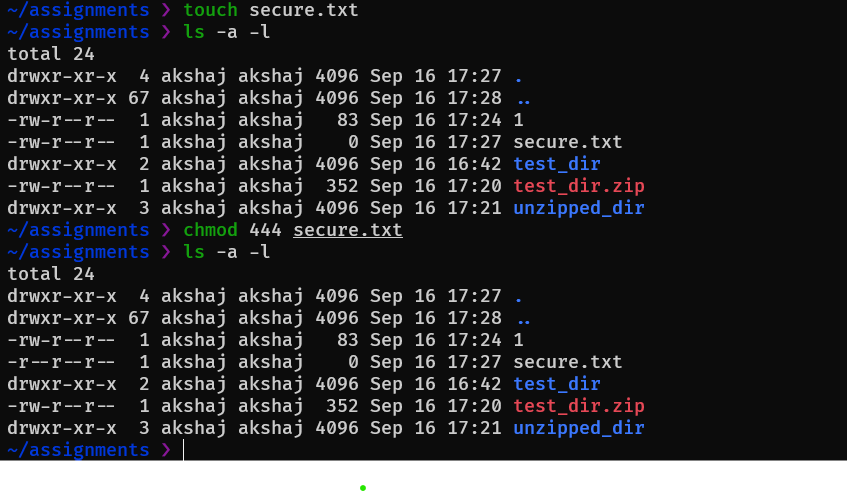 ~/assignments ❯ touch secure.txt
~/assignments ❯ ls -a -l
total 24
drwxr-xr-x  4 akshaj akshaj 4096 Sep 16 17:27 .
drwxr-xr-x 67 akshaj akshaj 4096 Sep 16 17:28 ..
-rw-r--r--  1 akshaj akshaj   83 Sep 16 17:24 1
-rw-r--r--  1 akshaj akshaj    0 Sep 16 17:27 secure.txt
drwxr-xr-x  2 akshaj akshaj 4096 Sep 16 16:42 test_dir
-rw-r--r--  1 akshaj akshaj  352 Sep 16 17:20 test_dir.zip
drwxr-xr-x  3 akshaj akshaj 4096 Sep 16 17:21 unzipped_dir
~/assignments ❯ chmod 444 secure.txt
~/assignments ❯ ls -a -l
total 24
drwxr-xr-x  4 akshaj akshaj 4096 Sep 16 17:27 .
drwxr-xr-x 67 akshaj akshaj 4096 Sep 16 17:28 ..
-rw-r--r--  1 akshaj akshaj   83 Sep 16 17:24 1
-r--r--r--  1 akshaj akshaj    0 Sep 16 17:27 secure.txt
drwxr-xr-x  2 akshaj akshaj 4096 Sep 16 16:42 test_dir
-rw-r--r--  1 akshaj akshaj  352 Sep 16 17:20 test_dir.zip
drwxr-xr-x  3 akshaj akshaj 4096 Sep 16 17:21 unzipped_dir
~/assignments ❯